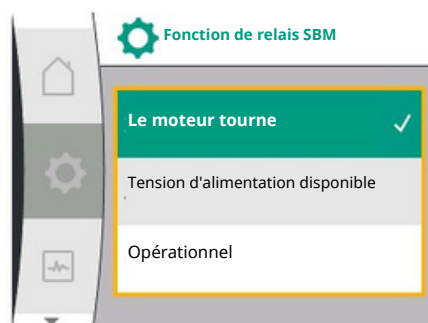 Fonction de relais SBM
Le moteur tourne
Tension d'alimentation disponible
Opérationnel